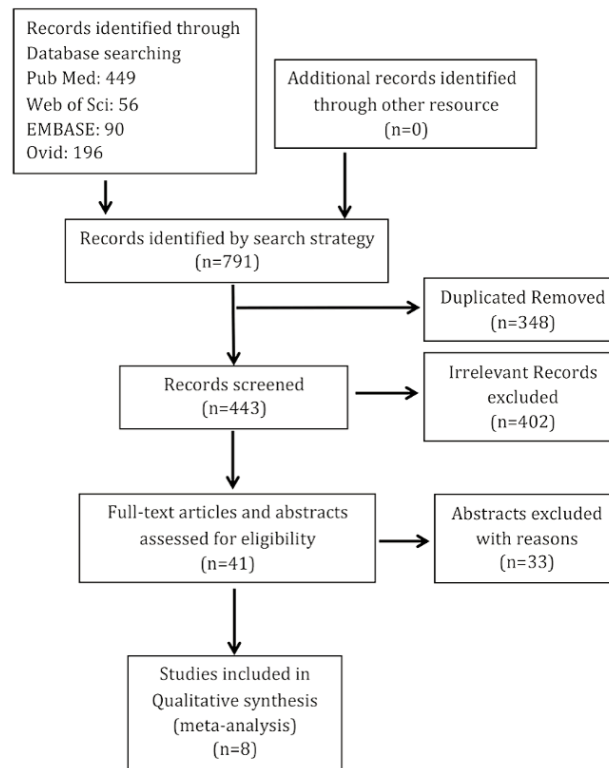 Records identified through
Database searching
Pub Med: 449
Web of Sci: 56
EMBASE: 90
Ovid: 196
Additional records identified
through other resource
(n=0)
Records identified by search strategy
(n=791)
Duplicated Removed
(n=348)
Records screened
(n=443)
Irrelevant Records
excluded
(n=402)
Full-text articles and abstracts
assessed for eligibility
(n=41)
Abstracts excluded
with reasons
(n=33)
Studies included in
Qualitative synthesis
(meta-analysis)
(n=8)